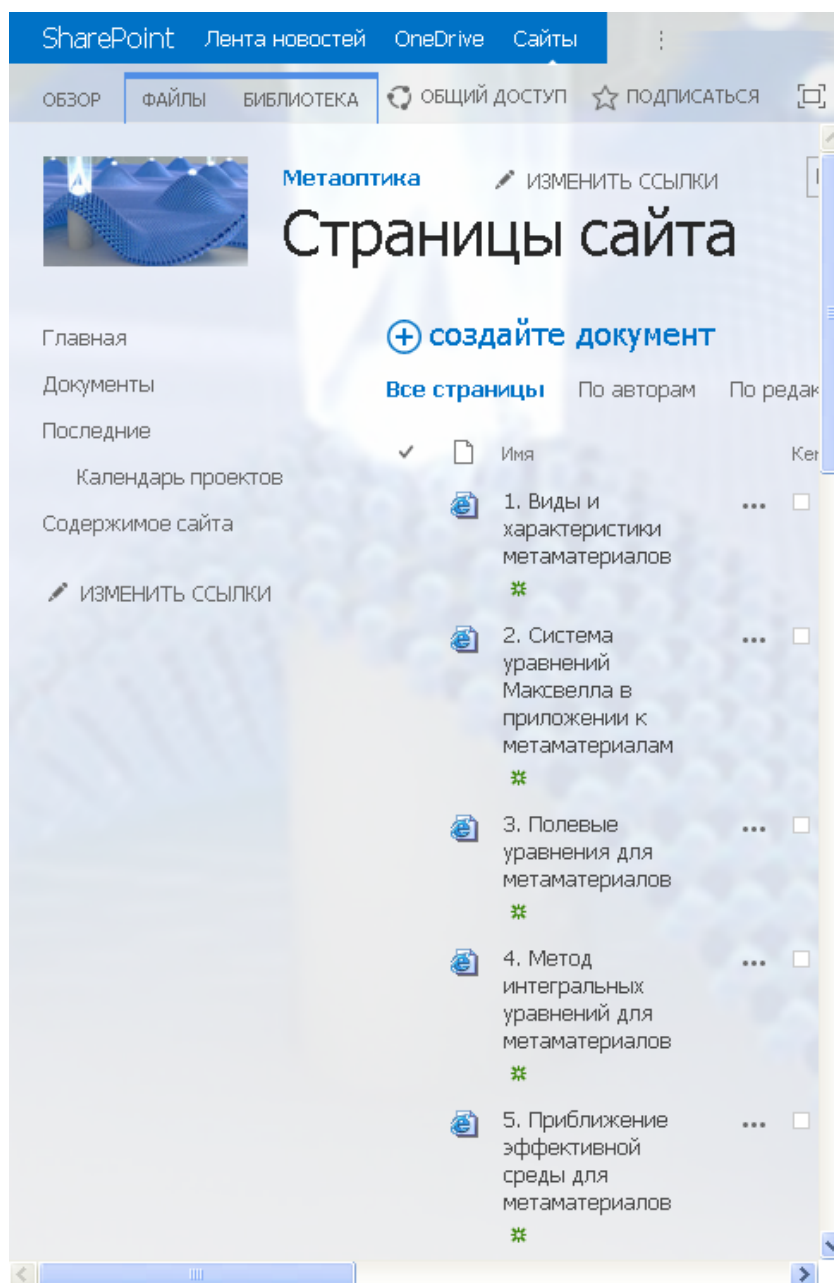 SharePoint Лента новостей OneDrive Сайты
ОБЗОР ФАЙЛЫ БИБЛИОТЕКА ОБЩИЙ ДОСТУП ПОДПИСАТЬСЯ
Метаоптика ИЗМЕНИТЬ ССЫЛКИ
Страницы сайта
Главная
Документы
Последние
Календарь проектов
Содержимое сайта
ИЗМЕНИТЬ ССЫЛКИ
создайте документ
Все страницы По авторам По редак
Имя
1. Виды и
характеристики
метаматериалов
2. Система
уравнений
Максвелла в
приложении к
метаматериалам
3. Полевые
уравнения для
метаматериалов
4. Метод
интегральных
уравнений для
метаматериалов
5. Приближение
эффективной
среды для
метаматериалов